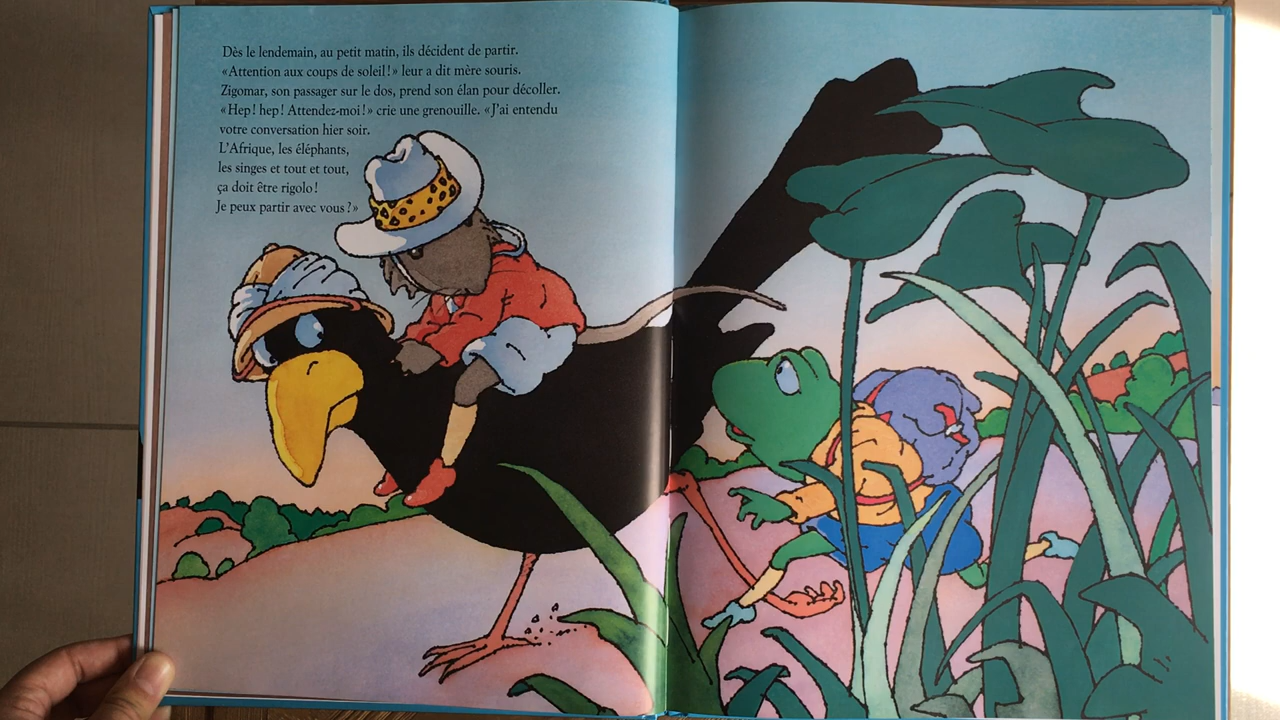 Dès le lendemain, au petit matin, ils décident de partir.
«Attention aux coups de soleil!» leur a dit mère souris.
Zigomar, son passager sur le dos, prend son élan pour décoller.
«Hep! hep! Attendez-moi!» crie une grenouille. «J'ai entendu
votre conversation hier soir.
L'Afrique, les éléphants,
les singes et tout et tout,
ça doit être rigolo!
Je peux partir avec vous?»